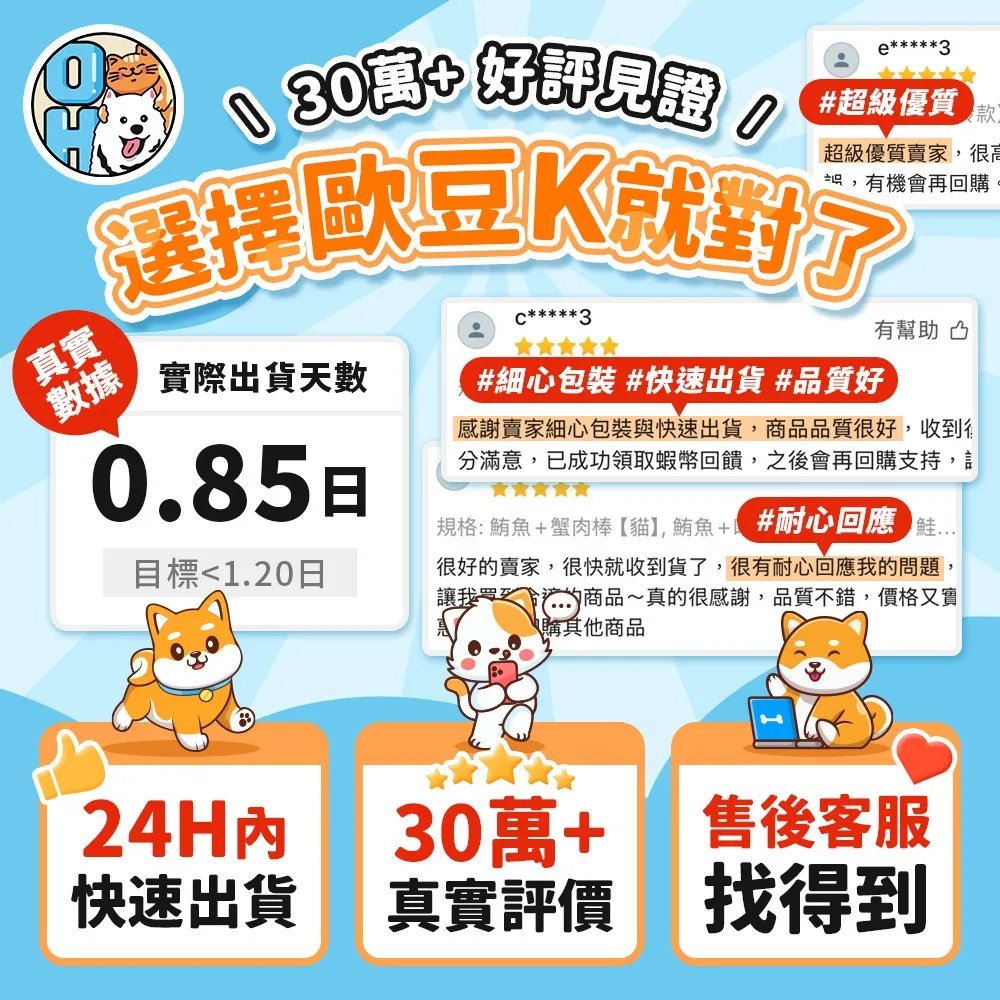 OH
30萬+ 好評見證
選擇歐豆K就對了
e*****3
#超級優質
款）
超級優質賣家，很高
誤，有機會再回購。
真實
數據
實際出貨天數
0.85日
目標<1.20日
c*****3
有幫助
#細心包裝 #快速出貨 #品質好
感謝賣家細心包裝與快速出貨，商品品質很好，收到後
分滿意，已成功領取蝦幣回饋，之後會再回購支持，
#耐心回應
規格: 鮪魚＋蟹肉棒【貓】, 鮪魚＋
鮭...
很好的賣家，很快就收到貨了，很有耐心回應我的問題，
讓我買到合適的商品～真的很感謝，品質不錯，價格又實
購其他商品
24H內
快速出貨
30萬+
真實評價
售後客服
找得到